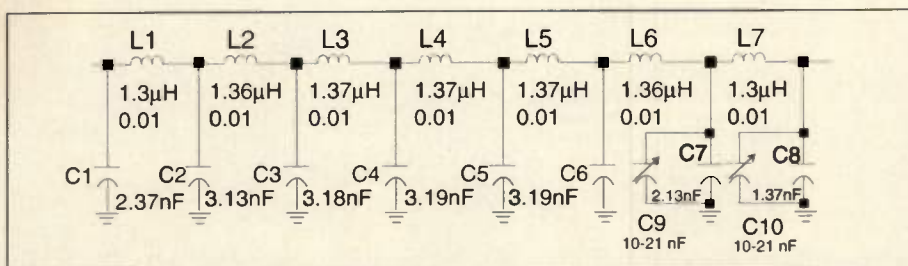 L1 L2 L3 L4 L5 L6 L7
1.3µH 1.36µH 1.37µH 1.37µH 1.37µH 1.36µH 1.3µH
0.01 0.01 0.01 0.01 0.01 0.01 0.01
C7 C8
C1 C2 C3 C4 C5 C6
2.37nF 3.13nF 3.18nF 3.19nF 3.19nF 2.13nF 1.37nF
C9 C10
10-21 nF 10-21 nF